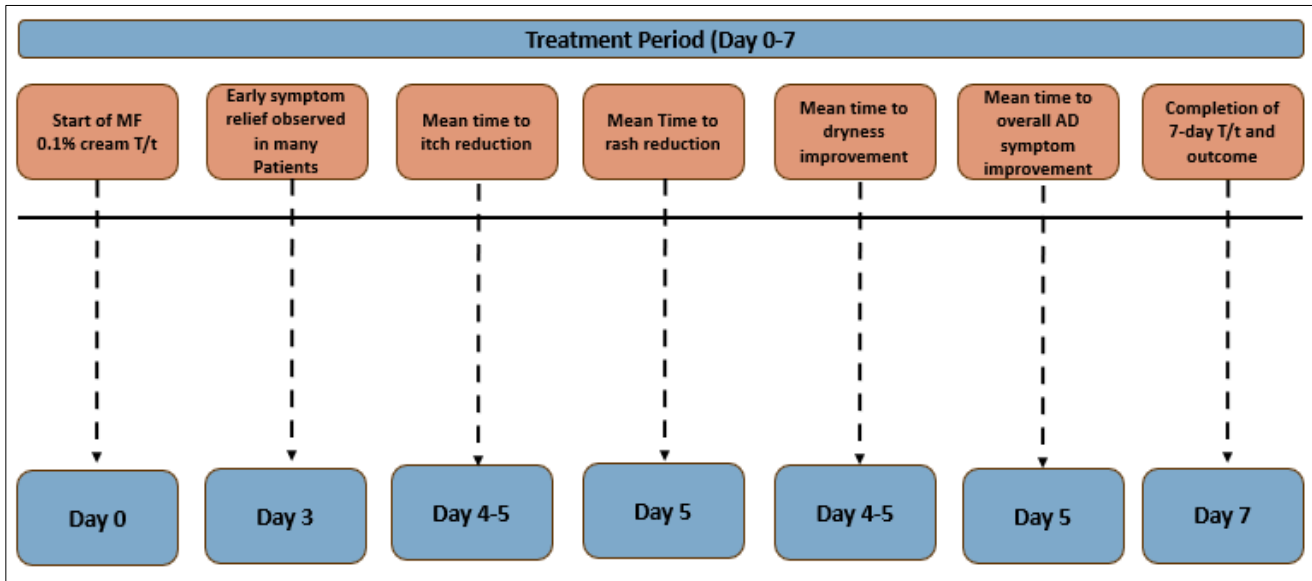 Treatment Period (Day 0-7
Start of MF
0.1% cream T/t
Early symptom
relief observed
in many
Patients
Mean time to
itch reduction
Mean Time to
rash reduction
Mean time to
dryness
improvement
Mean time to
overall AD
symptom
improvement
Completion of
7-day T/t and
outcome
Day 0
Day 3
Day 4-5
Day 5
Day 4-5
Day 5
Day 7